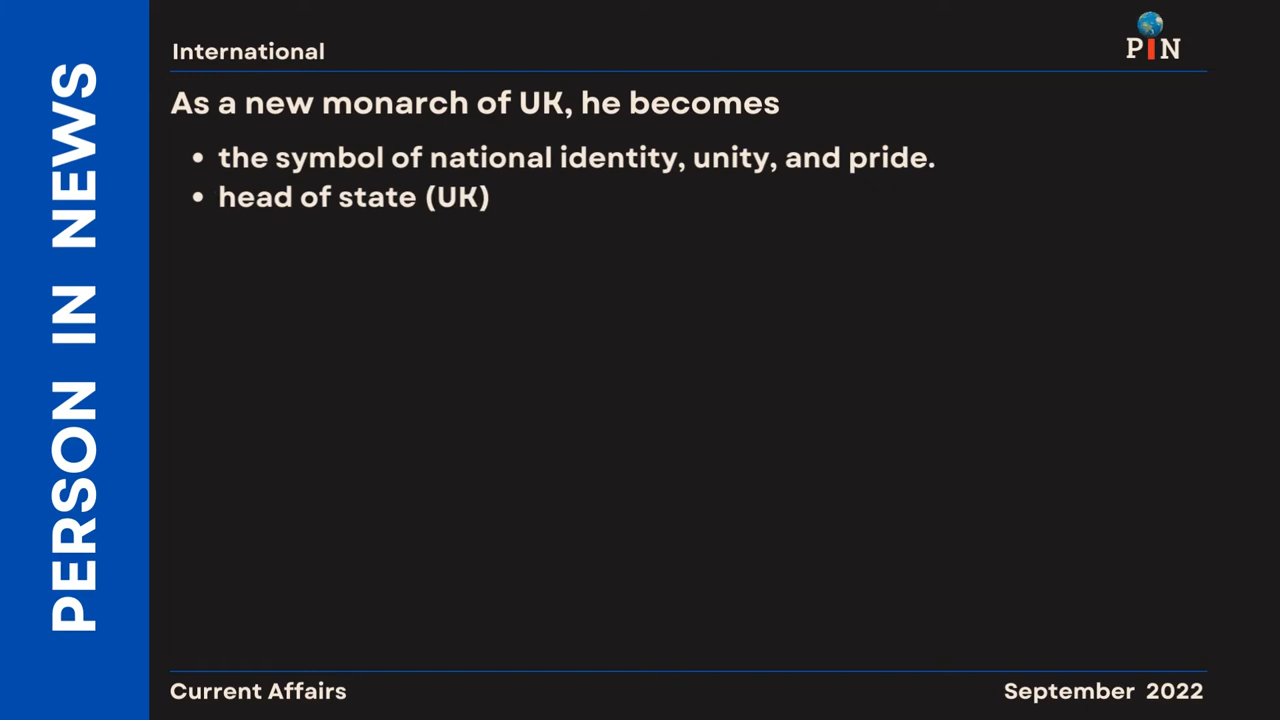 PERSON IN NEWS
International
PIN
As a new monarch of UK, he becomes
• the symbol of national identity, unity, and pride.
• head of state (UK)
Current Affairs
September 2022